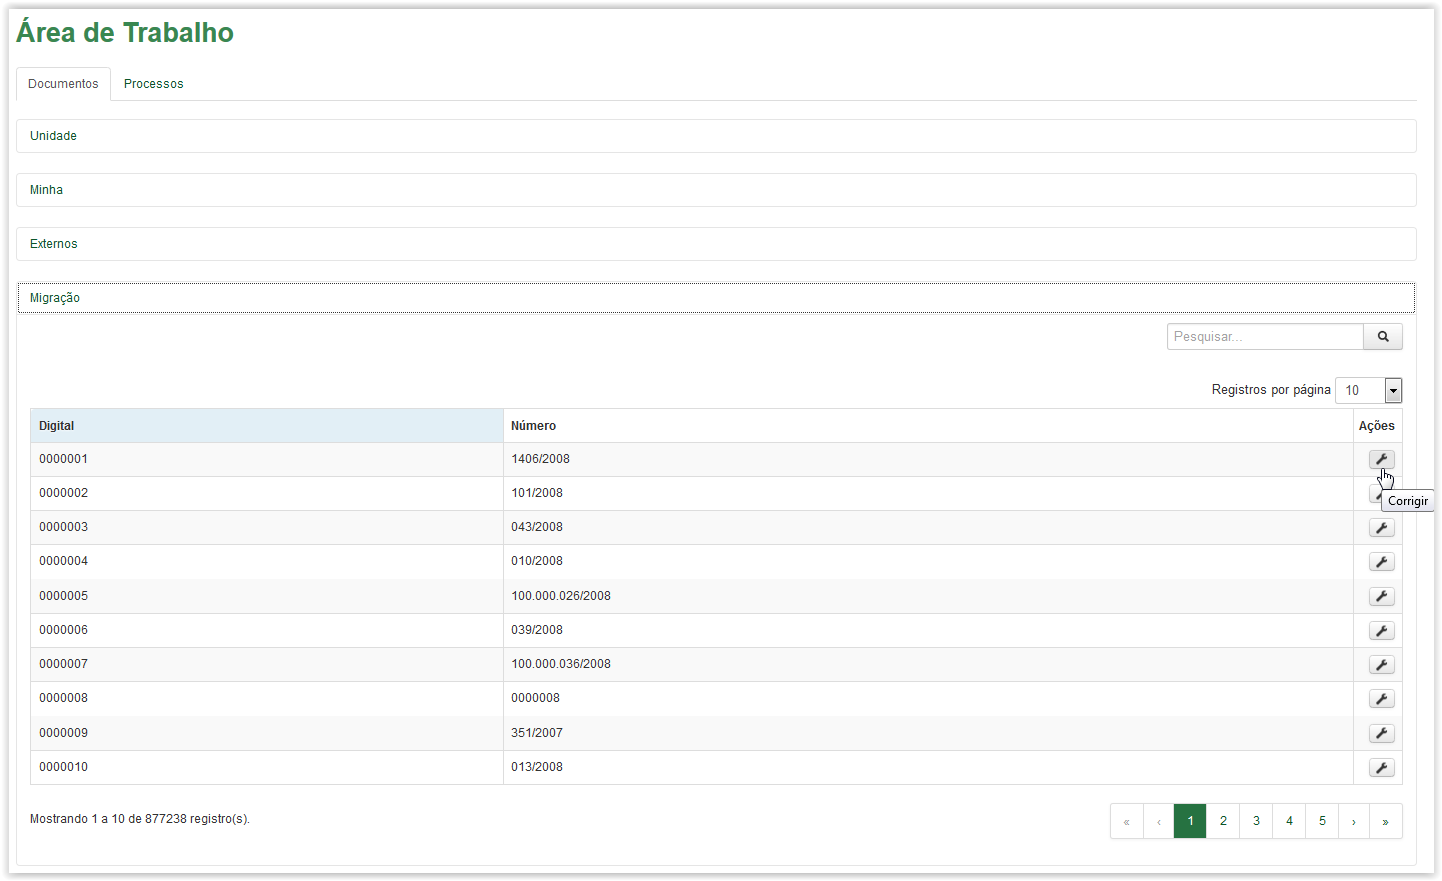 Área de Trabalho
Documentos Processos
Unidade
Minha
Externos
Migração
Pesquisar...
Registros por página 10
Digital Número Ações
0000001 1406/2008
0000002 101/2008
Corrigir
0000003 043/2008
0000004 010/2008
0000005 100.000.026/2008
0000006 039/2008
0000007 100.000.036/2008
0000008 0000008
0000009 351/2007
0000010 013/2008
Mostrando 1 a 10 de 877238 registro(s). « ‹ 1 2 3 4 5 › »